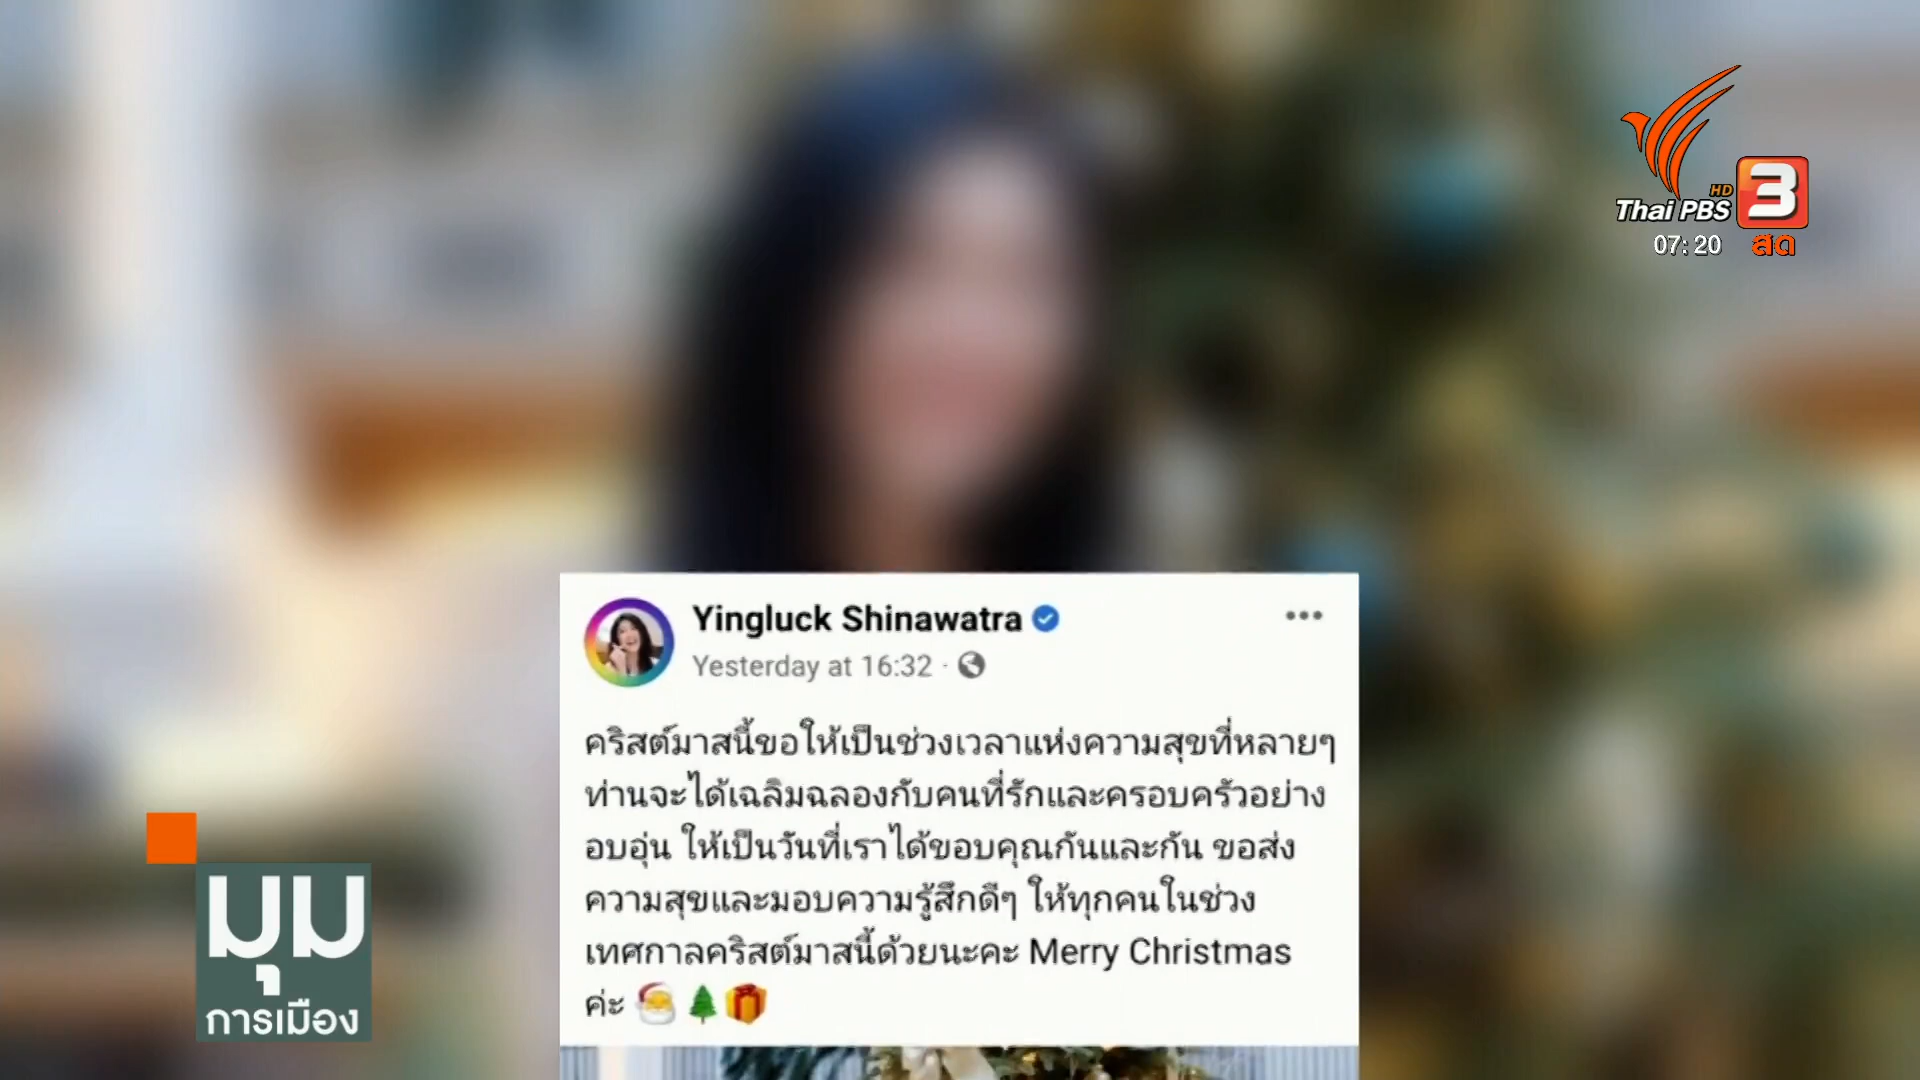 HD
Thai PBS 3
07:20 สด
Yingluck Shinawatra
Yesterday at 16:32
คริสต์มาสนี้ขอให้เป็นช่วงเวลาแห่งความสุขที่หลายๆ
ท่านจะได้เฉลิมฉลองกับคนที่รักและครอบครัวอย่าง
อบอุ่น ให้เป็นวันที่เราได้ขอบคุณกันและกัน ขอส่ง
ความสุขและมอบความรู้สึกดีๆ ให้ทุกคนในช่วง
เทศกาลคริสต์มาสนี้ด้วยนะคะ Merry Christmas
ค่ะ 🎅🌲🎁
มุม
การเมือง